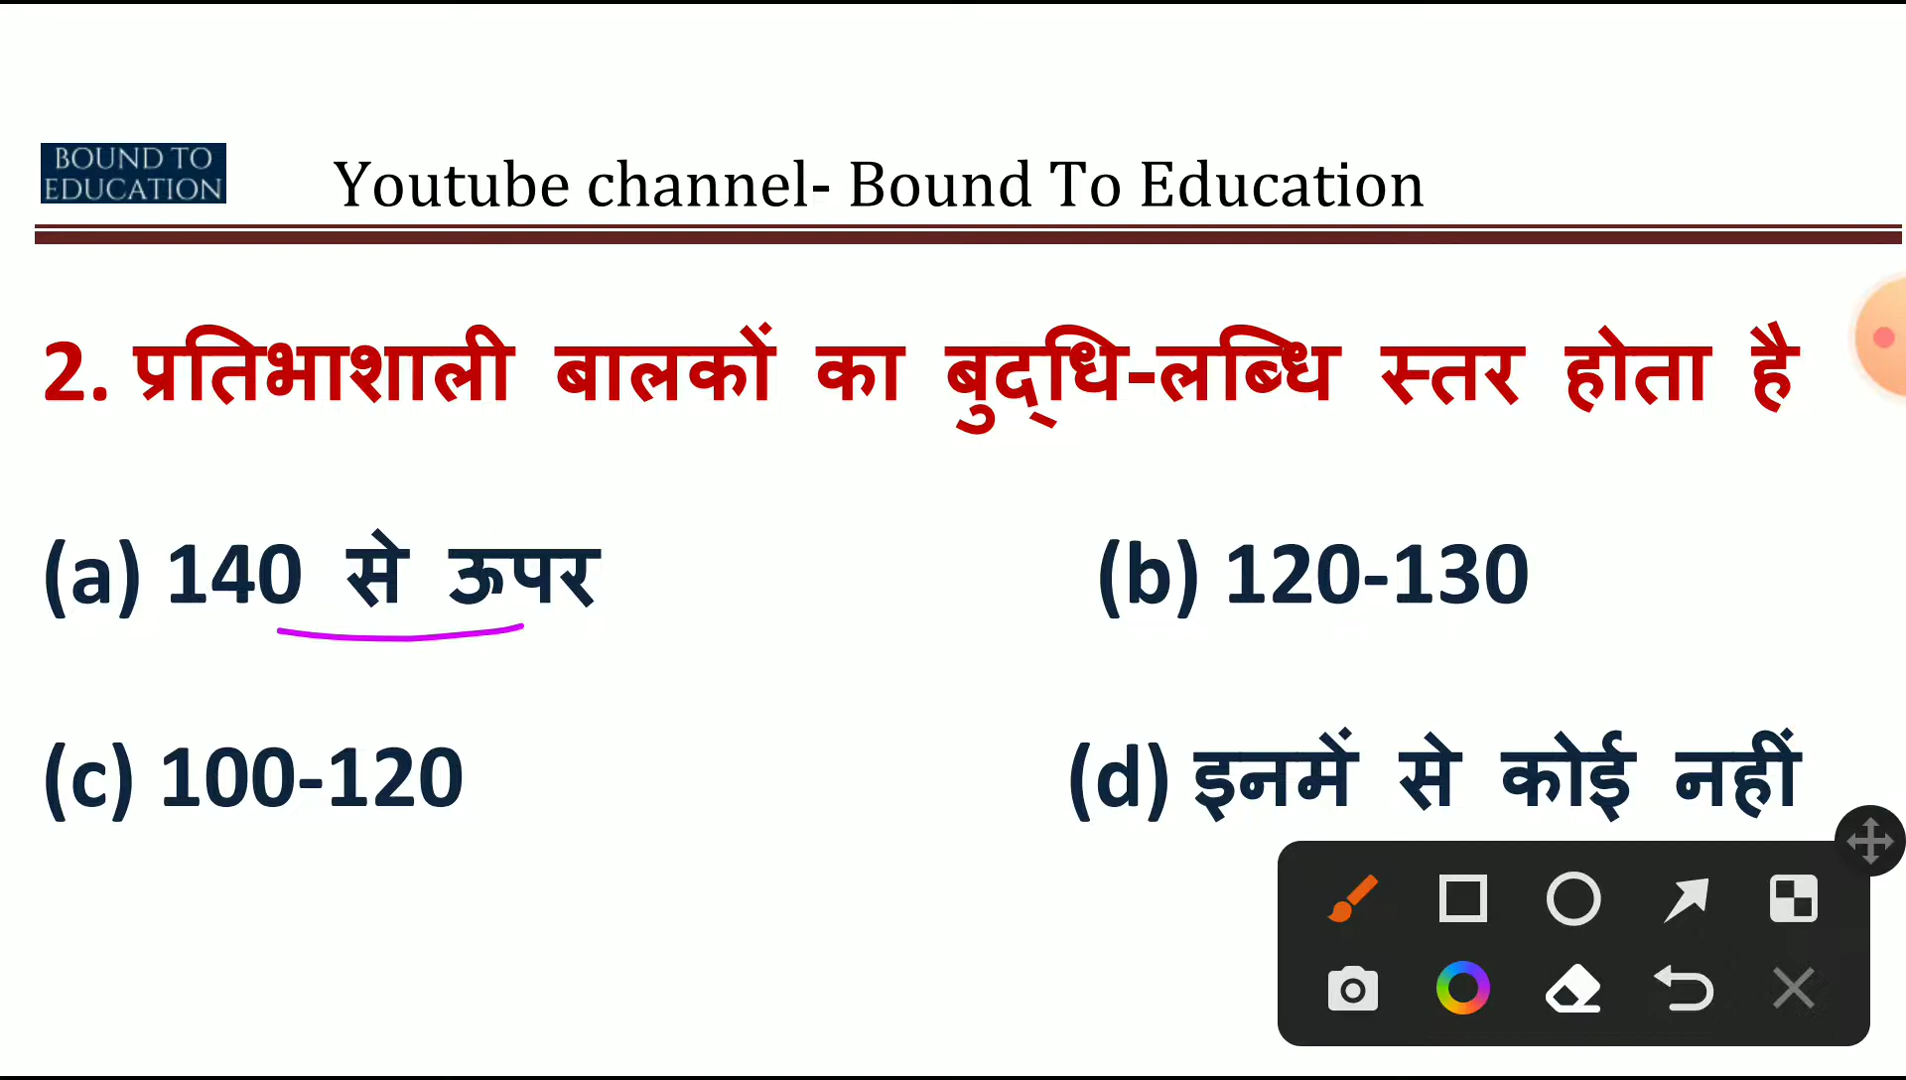 BOUND TO
EDUCATION
Youtube channel- Bound To Education
2. प्रतिभाशाली बालकों का बुद्‌धि-लब्धि स्तर होता है
(a) 140 से ऊपर
(b) 120-130
(c) 100-120
(d) इनमें से कोई नहीं